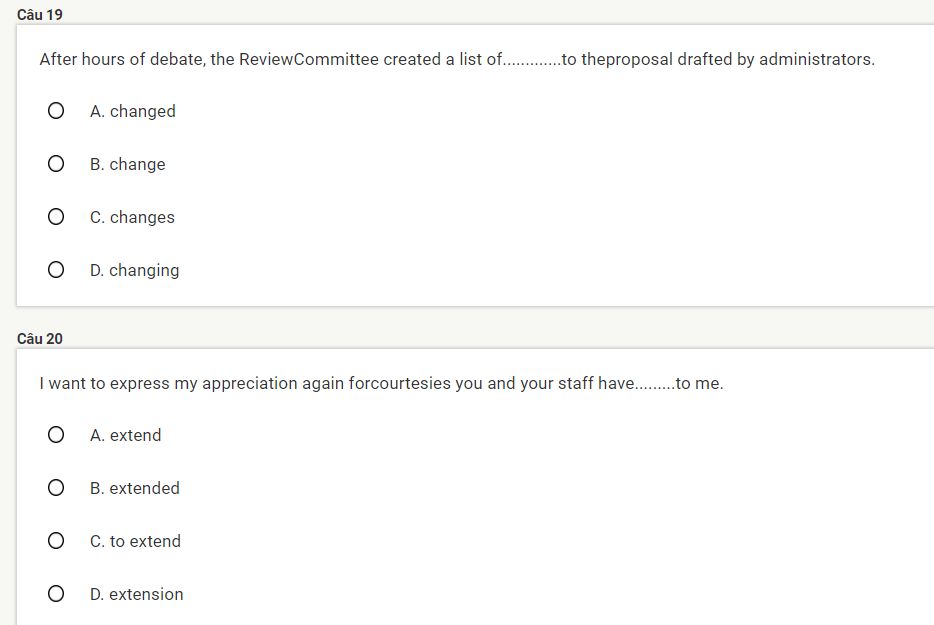 Câu 19
After hours of debate, the ReviewCommittee created a list of.............to theproposal drafted by administrators.
A. changed
B. change
C. changes
D. changing
Câu 20
I want to express my appreciation again forcourtesies you and your staff have.........to me.
A. extend
B. extended
C. to extend
D. extension